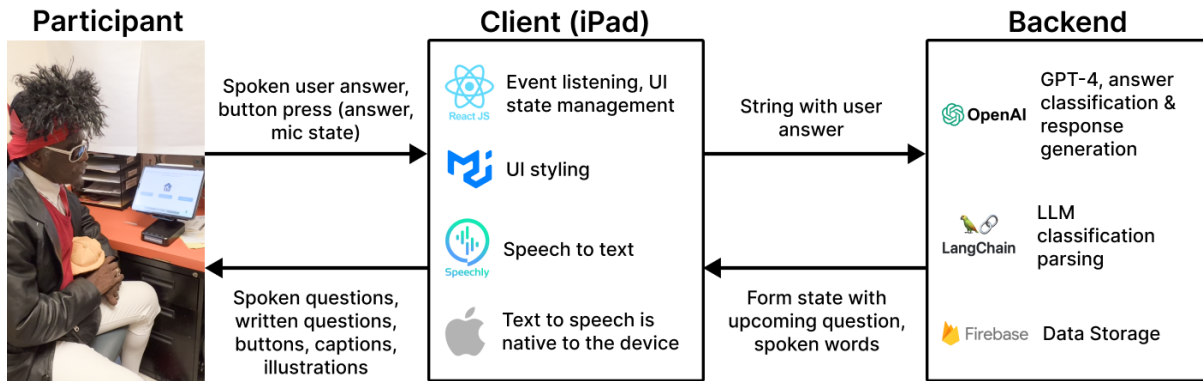 Participant
Spoken user answer,
button press (answer,
mic state)
Spoken questions,
written questions,
buttons, captions,
illustrations
Client (iPad)
React JS
Event listening, UI
state management
UI styling
Speechly
Speech to text
Text to speech is
native to the device
String with user
answer
Form state with
upcoming question,
spoken words
Backend
OpenAI
GPT-4, answer
classification &
response
generation
LangChain
LLM
classification
parsing
Firebase
Data Storage